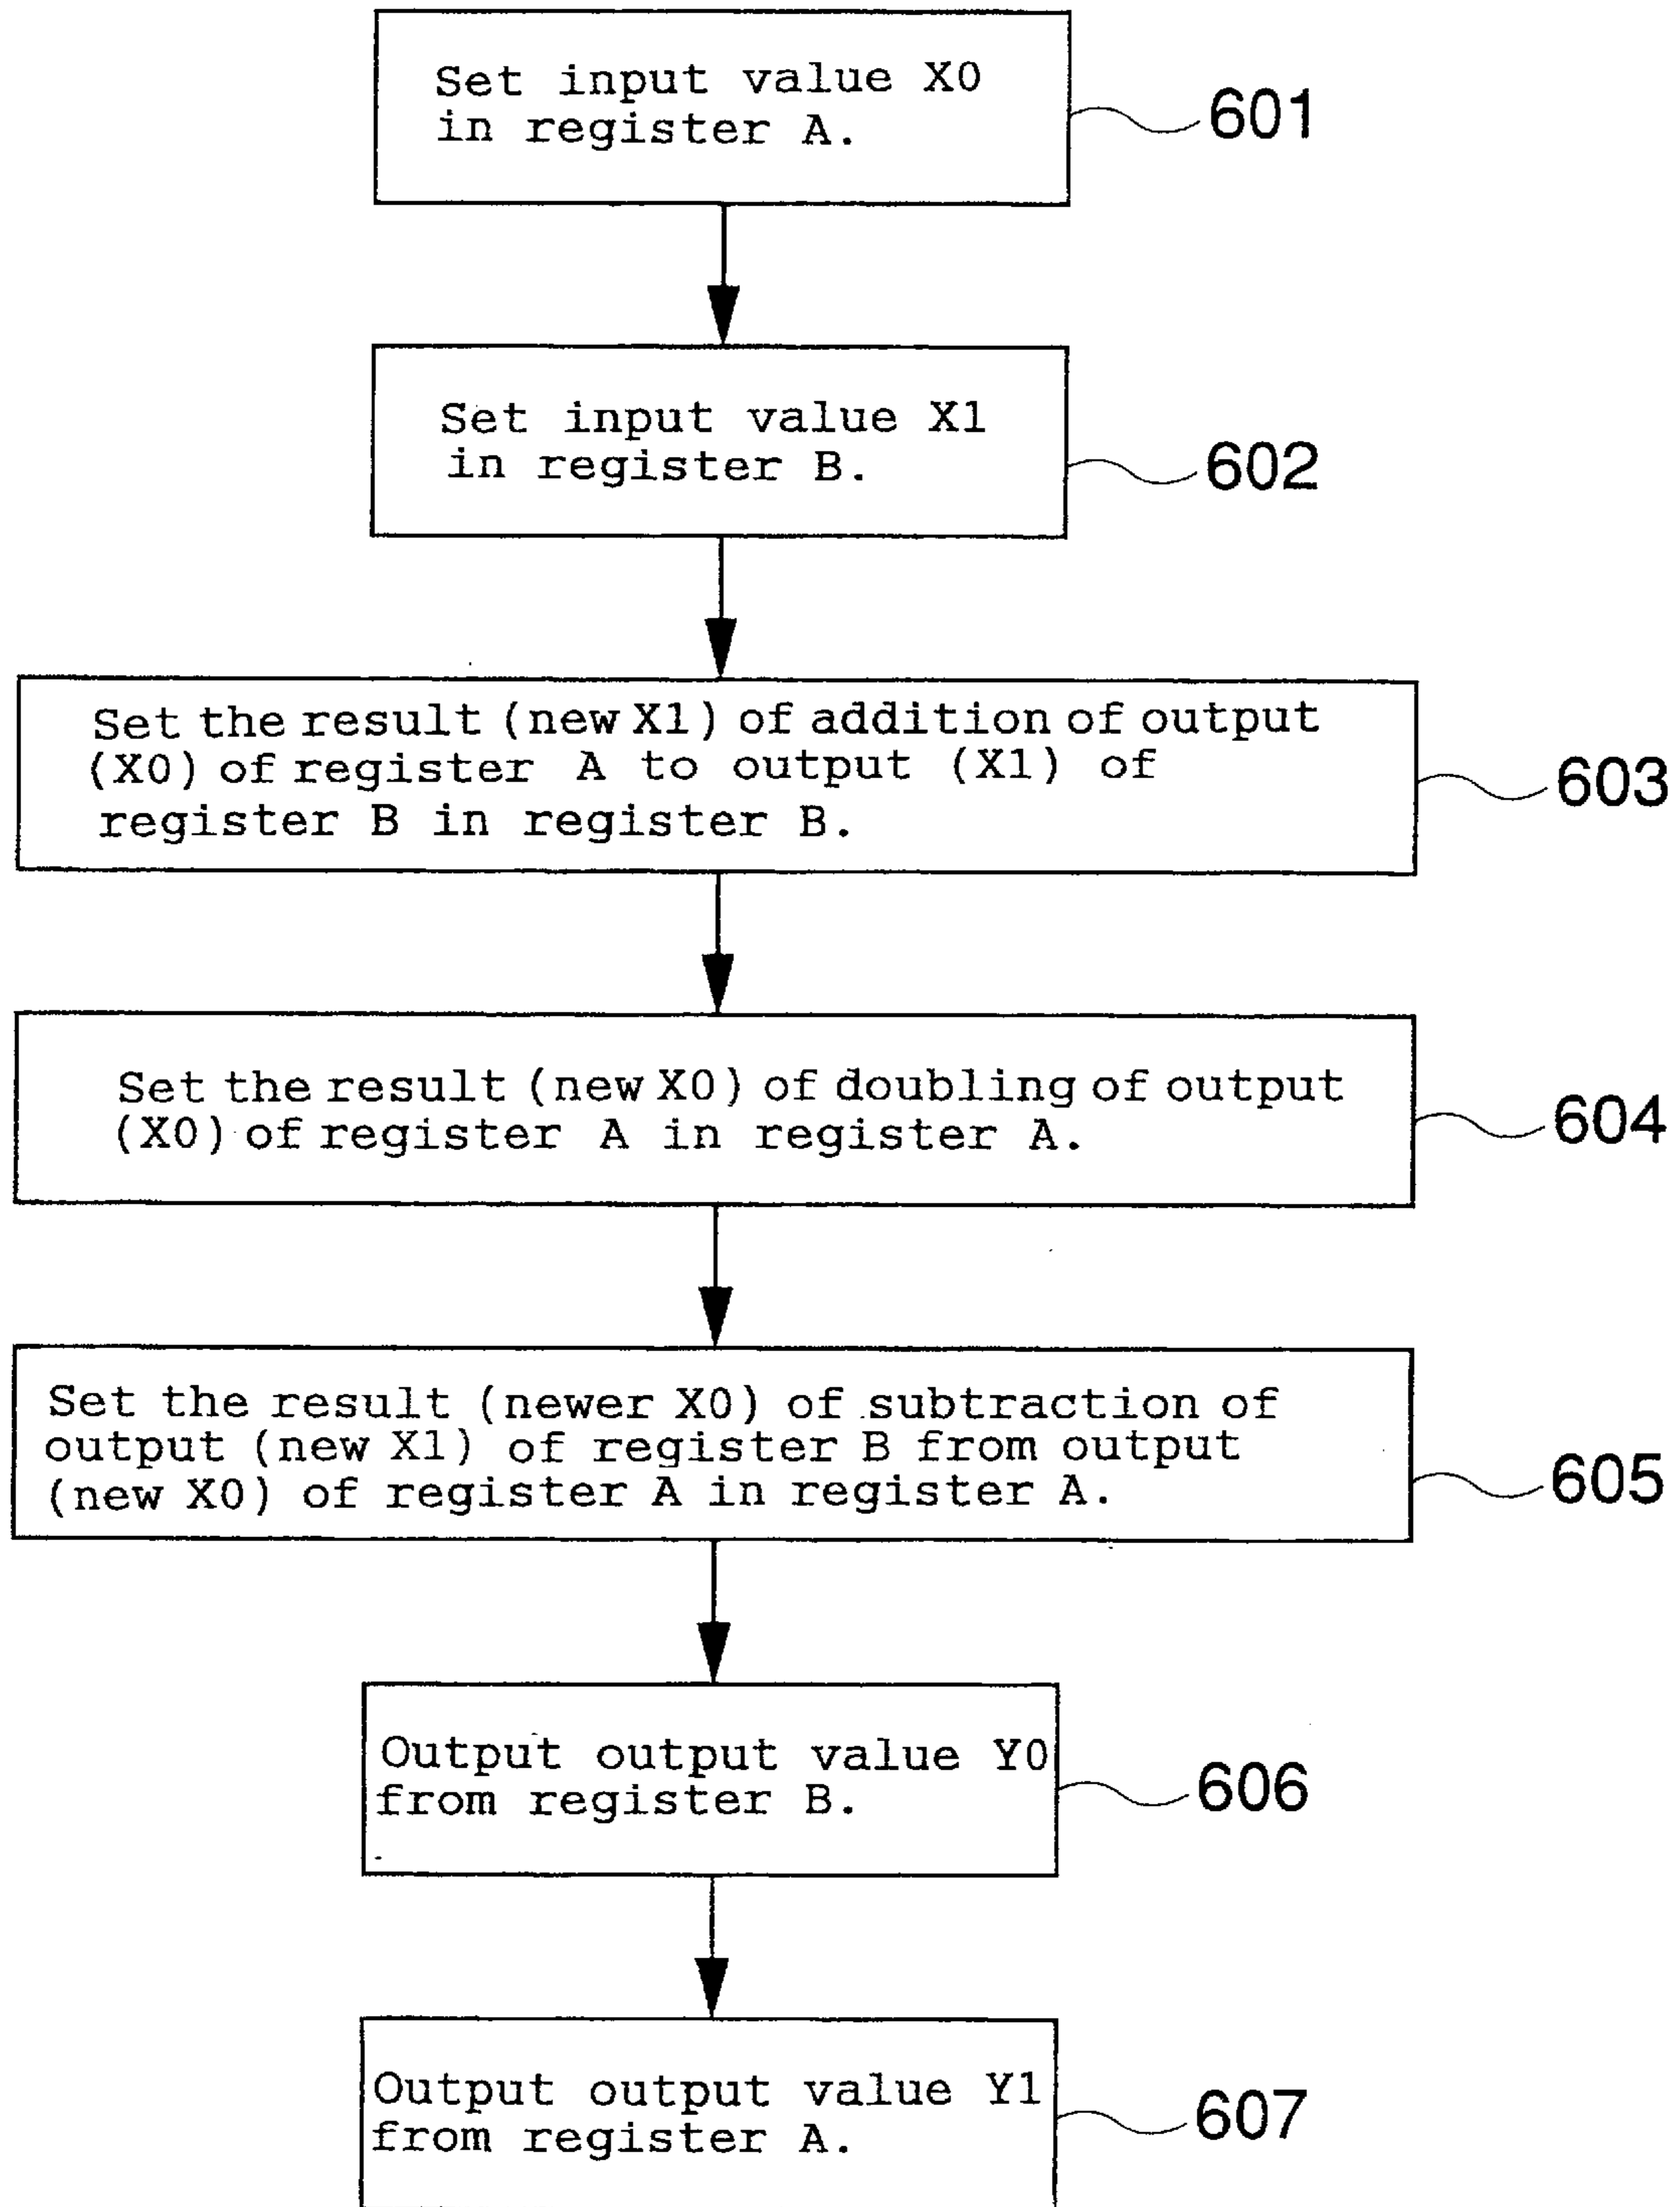 Set input value X0
in register A.
601
Set input value X1
in register B.
602
Set the result (new X1) of addition of output
(X0) of register A to output (X1) of
register B in register B.
603
Set the result (new X0) of doubling of output
(X0) of register A in register A.
604
Set the result (newer X0) of subtraction of
output (new X1) of register B from output
(new X0) of register A in register A.
605
Output output value Y0
from register B.
606
Output output value Y1
from register A.
607